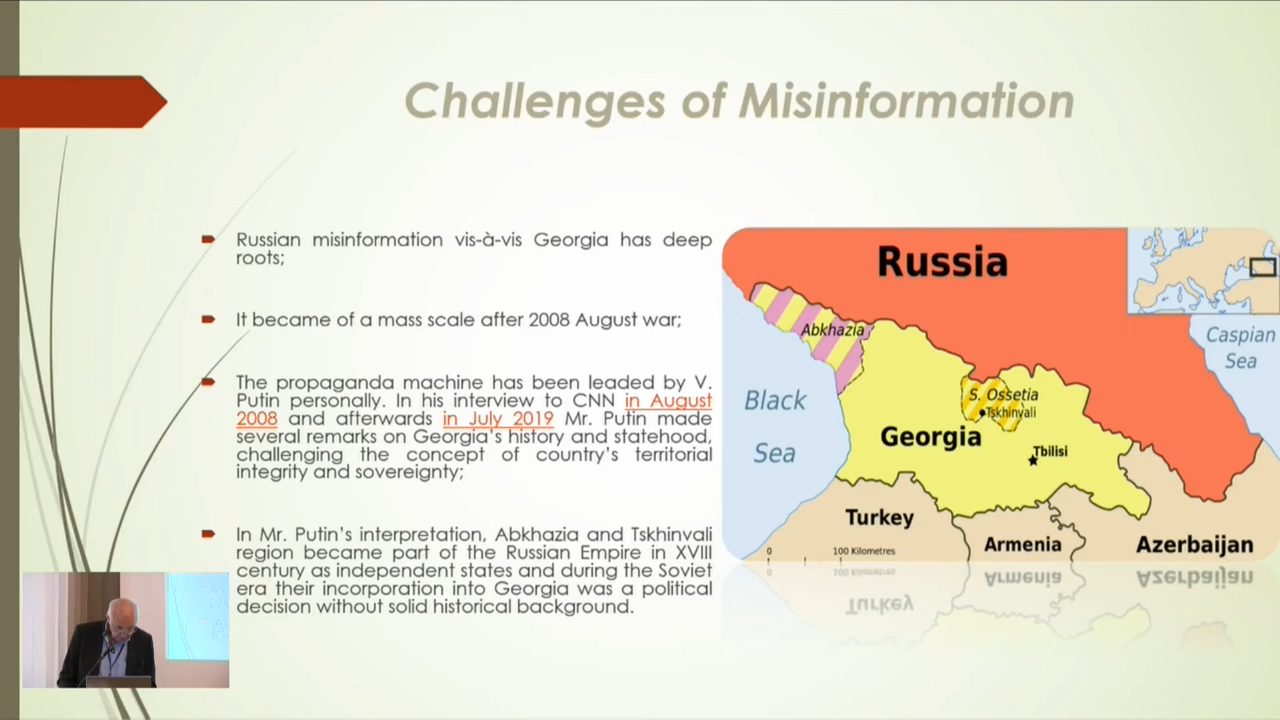 Challenges of Misinformation
Russian misinformation vis-à-vis Georgia has deep
roots;
It became of a mass scale after 2008 August war;
The propaganda machine has been leaded by V.
Putin personally. In his interview to CNN in August
2008 and afterwards in July 2019 Mr. Putin made
several remarks on Georgia's history and statehood,
challenging the concept of country's territorial
integrity and sovereignty;
In Mr. Putin's interpretation, Abkhazia and Tskhinvali
region became part of the Russian Empire in XVIII
century as independent states and during the Soviet
era their incorporation into Georgia was a political
decision without solid historical background.
Russia
Abkhazia
Caspian
Sea
Black
Sea
S. Ossetia
Tskhinvali
Georgia
Tbilisi
Turkey
Armenia
Azerbaijan
0
100 Kilometres